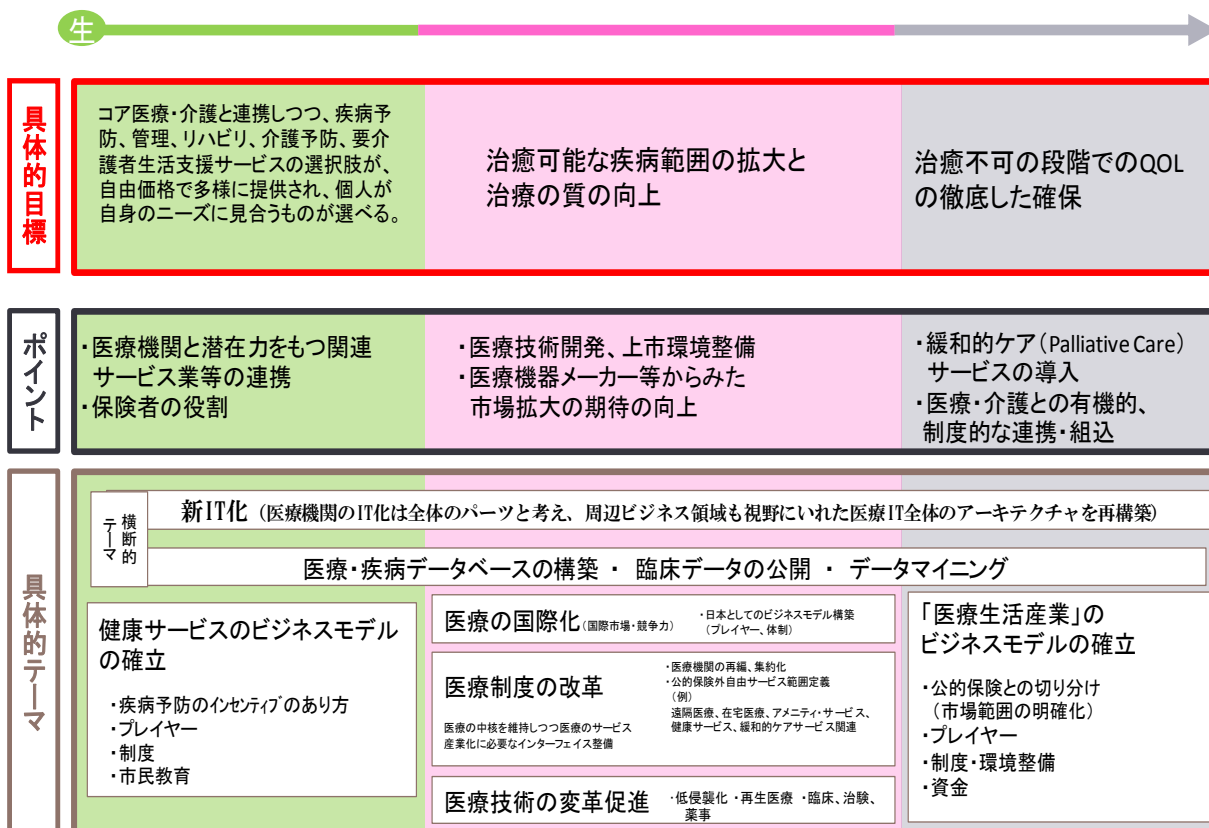 生
具体的目標
コア医療・介護と連携しつつ、疾病予
防、管理、リハビリ、介護予防、要介
護者生活支援サービスの選択肢が、
自由価格で多様に提供され、個人が
自身のニーズに見合うものが選べる。
治癒可能な疾病範囲の拡大と
治療の質の向上
治癒不可の段階でのQOL
の徹底した確保
ポイント
・医療機関と潜在力をもつ関連
サービス業等の連携
・保険者の役割
・医療技術開発、上市環境整備
・医療機器メーカー等からみた
市場拡大の期待の向上
・緩和的ケア(Palliative Care)
サービスの導入
・医療・介護との有機的、
制度的な連携・組込
具体的テーマ
横断的
テーマ
新IT化(医療機関のIT化は全体のパーツと考え、周辺ビジネス領域も視野にいれた医療IT全体のアーキテクチャを再構築)
医療・疾病データベースの構築 ・ 臨床データの公開 ・ データマイニング
健康サービスのビジネスモデル
の確立
・疾病予防のインセンティブのあり方
・プレイヤー
・制度
・市民教育
医療の国際化(国際市場・競争力)
・日本としてのビジネスモデル構築
(プレイヤー、体制)
医療制度の改革
医療の中核を維持しつつ医療のサービス
産業化に必要なインターフェイス整備
・医療機関の再編、集約化
・公的保険外自由サービス範囲定義
(例)
遠隔医療、在宅医療、アメニティ・サービス、
健康サービス、緩和的ケアサービス関連
医療技術の変革促進
・低侵襲化 ・再生医療 ・臨床、治験、
薬事
「医療生活産業」の
ビジネスモデルの確立
・公的保険との切り分け
(市場範囲の明確化)
・プレイヤー
・制度・環境整備
・資金